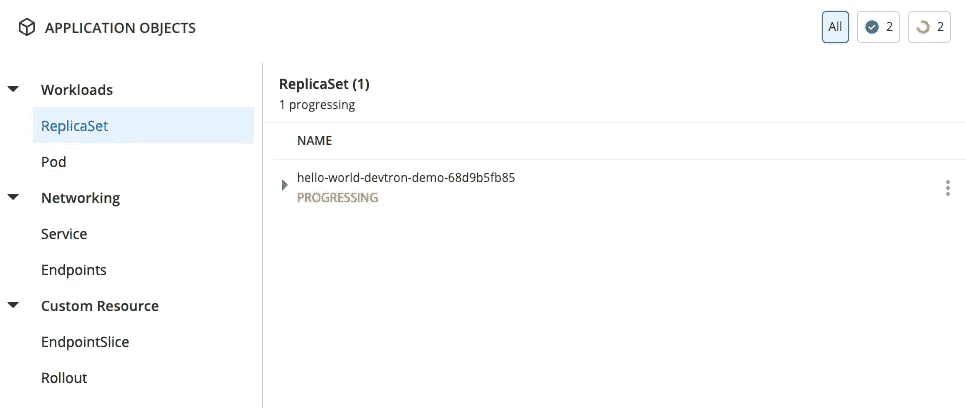 APPLICATION OBJECTS
All
2
2
Workloads
ReplicaSet
Pod
Networking
Service
Endpoints
Custom Resource
EndpointSlice
Rollout
ReplicaSet (1)
1 progressing
NAME
hello-world-devtron-demo-68d9b5fb85
PROGRESSING